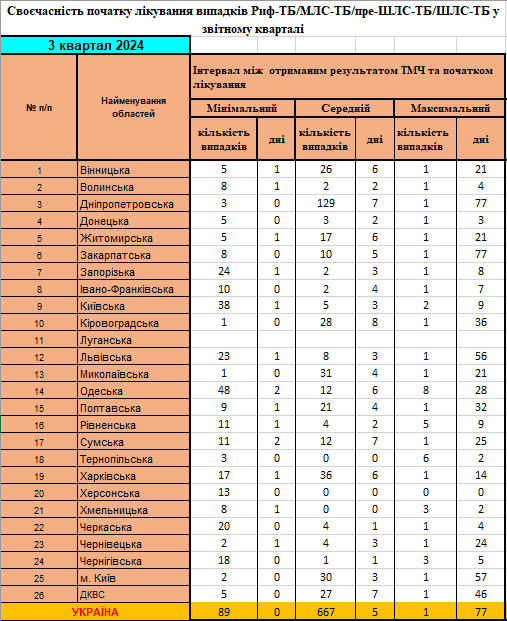 Своєчасність початку лікування випадків Риф-ТБ/МЛС-ТБ/пре-ШЛС-ТБ/ШЛС-ТБ у
звітному кварталі
3 квартал 2024
№ п/п Найменування областей Інтервал між отриманим результатом ТМЧ та початком
лікування
Мінімальний Середній Максимальний
кількість випадків дні кількість випадків дні кількість випадків дні
1 Вінницька 5 1 26 6 1 21
2 Волинська 8 1 2 2 1 4
3 Дніпропетровська 3 0 129 7 1 77
4 Донецька 5 0 3 2 1 3
5 Житомирська 5 1 17 6 1 21
6 Закарпатська 8 0 10 5 1 77
7 Запорізька 24 1 2 3 1 8
8 Івано-Франківська 10 0 2 4 1 7
9 Київська 38 1 5 3 2 9
10 Кіровоградська 1 0 28 8 1 36
11 Луганська
12 Львівська 23 1 8 3 1 56
13 Миколаївська 1 0 31 4 1 21
14 Одеська 48 2 12 6 8 28
15 Полтавська 9 1 21 4 1 32
16 Рівненська 11 1 4 2 5 9
17 Сумська 11 2 12 7 1 25
18 Тернопільська 3 0 0 0 6 2
19 Харківська 17 1 36 6 1 14
20 Херсонська 13 0 0 0 0 0
21 Хмельницька 8 1 0 0 3 2
22 Черкаська 20 0 4 1 1 4
23 Чернівецька 2 1 4 3 1 24
24 Чернігівська 18 0 1 1 3 5
25 м. Київ 2 0 30 3 1 57
26 ДКВС 5 0 27 7 1 46
УКРАЇНА 89 0 667 5 1 77